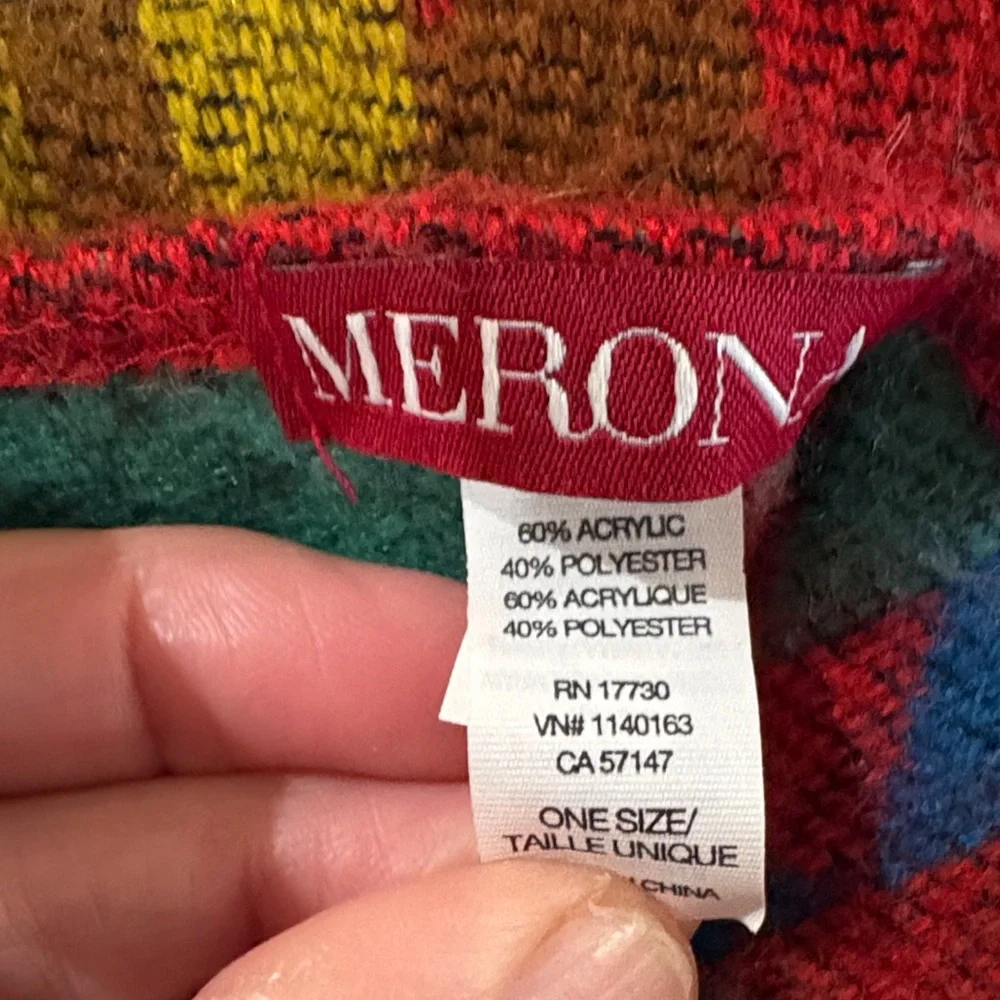 MERONA
60% ACRYLIC
40% POLYESTER
60% ACRYLIQUE
40% POLYESTER
RN 17730
VN# 1140163
CA 57147
ONE SIZE/
TAILLE UNIQUE
CHINA